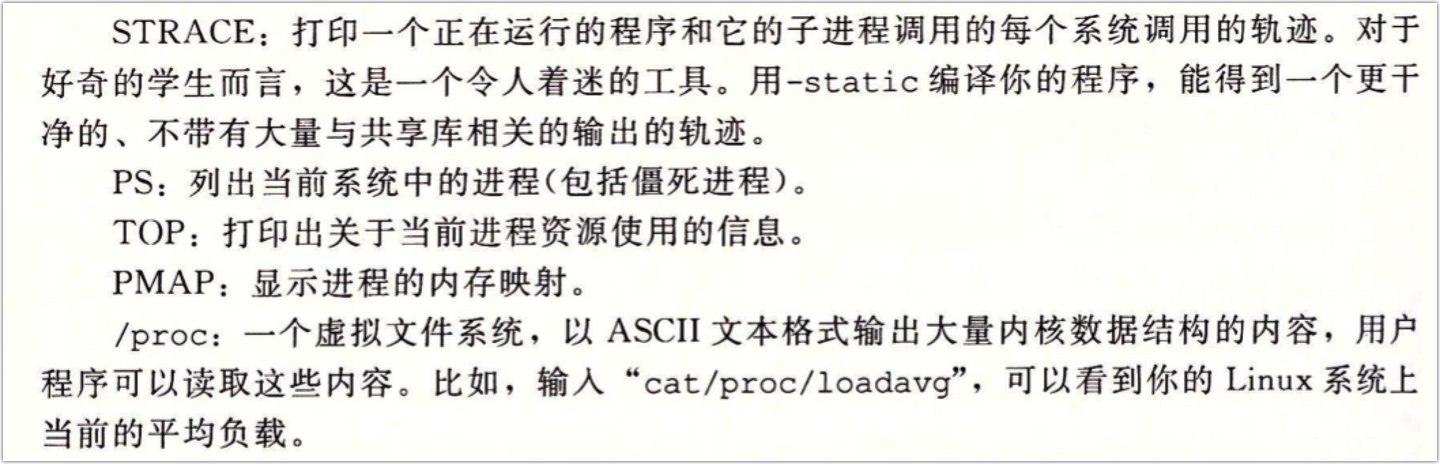 STRACE：打印一个正在运行的程序和它的子进程调用的每个系统调用的轨迹。对于
好奇的学生而言，这是一个令人着迷的工具。用-static 编译你的程序，能得到一个更干
净的、不带有大量与共享库相关的输出的轨迹。
PS：列出当前系统中的进程(包括僵死进程)。
TOP：打印出关于当前进程资源使用的信息。
PMAP：显示进程的内存映射。
/proc：一个虚拟文件系统，以 ASCII 文本格式输出大量内核数据结构的内容，用户
程序可以读取这些内容。比如，输入“cat/proc/loadavg”，可以看到你的 Linux 系统上
当前的平均负载。